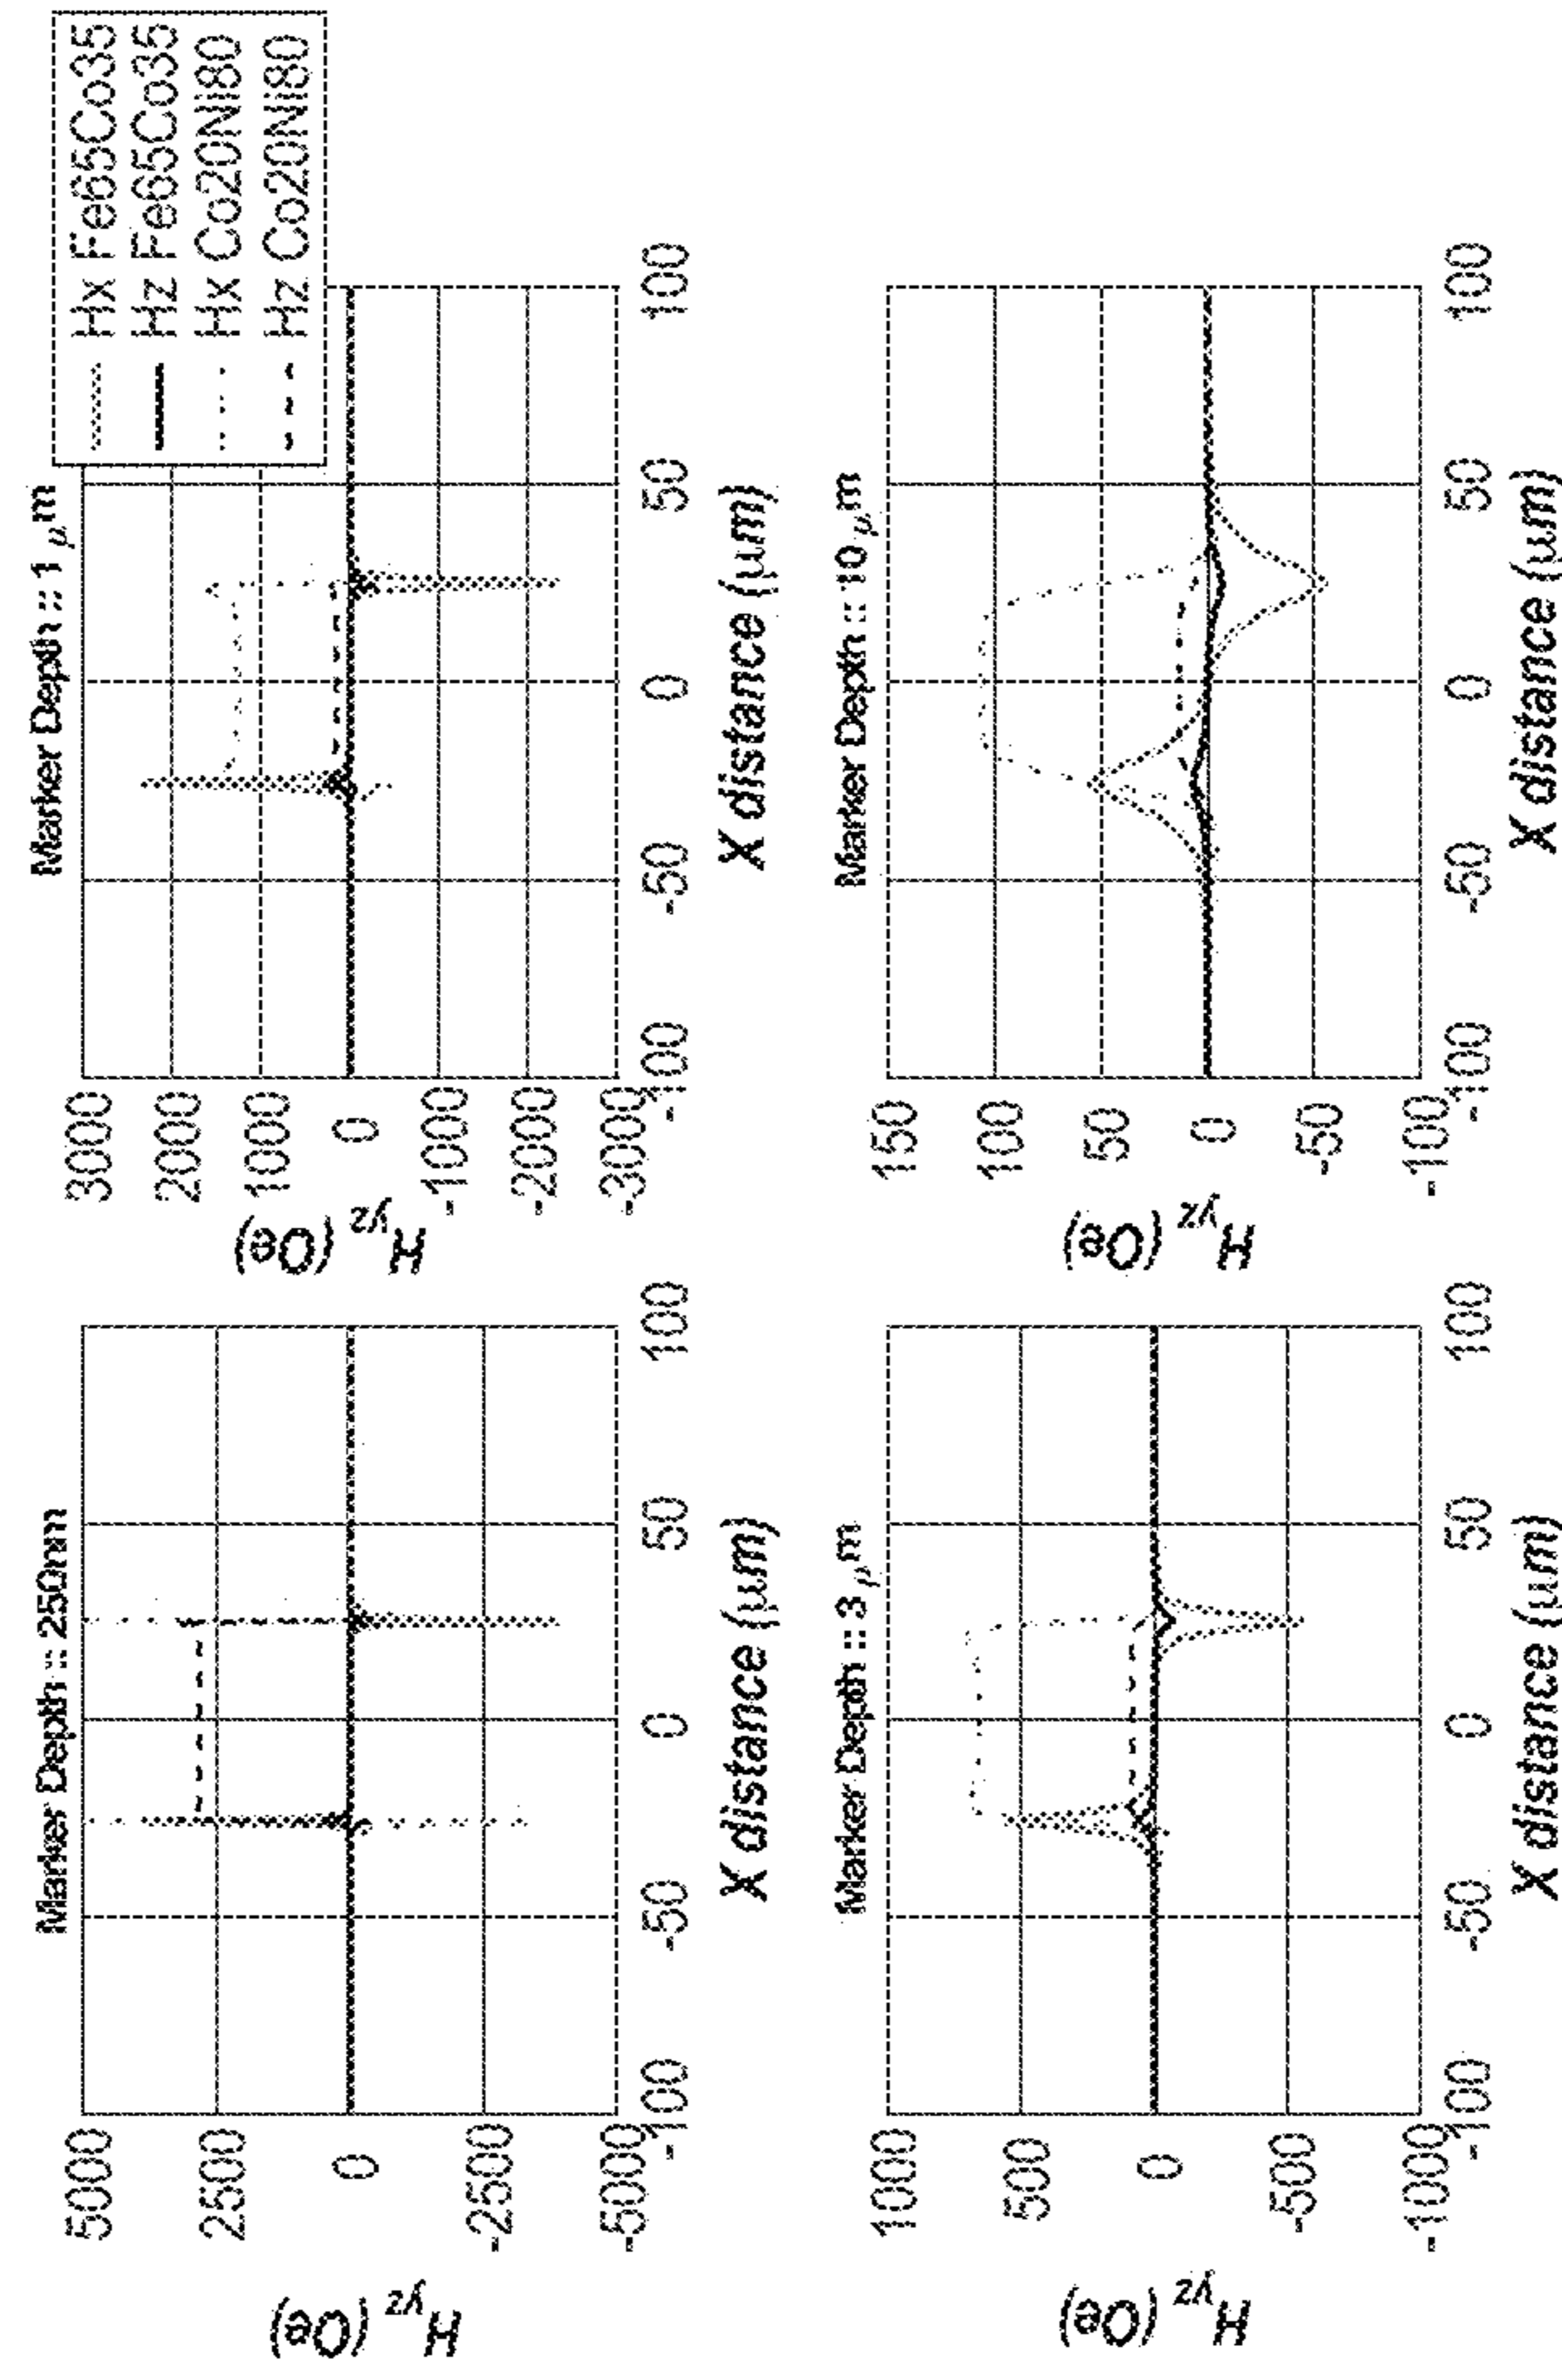 Marker Depth :: 250nm
5000
2500
0
-2500
-5000
H yz (Oe)
-100
-50
0
50
100
X distance (μm)
Marker Depth :: 1 μm
Hx Fe65Co35
Hz Fe65Co35
Hx Co20Ni80
Hz Co20Ni80
3000
2000
1000
0
-1000
-2000
-3000
H yz (Oe)
-100
-50
0
50
100
X distance (μm)
Marker Depth :: 3 μm
1000
500
0
-500
-1000
H yz (Oe)
-100
-50
0
50
100
X distance (μm)
Marker Depth :: 10 μm
150
100
50
0
-50
-100
H yz (Oe)
-100
-50
0
50
100
X distance (μm)